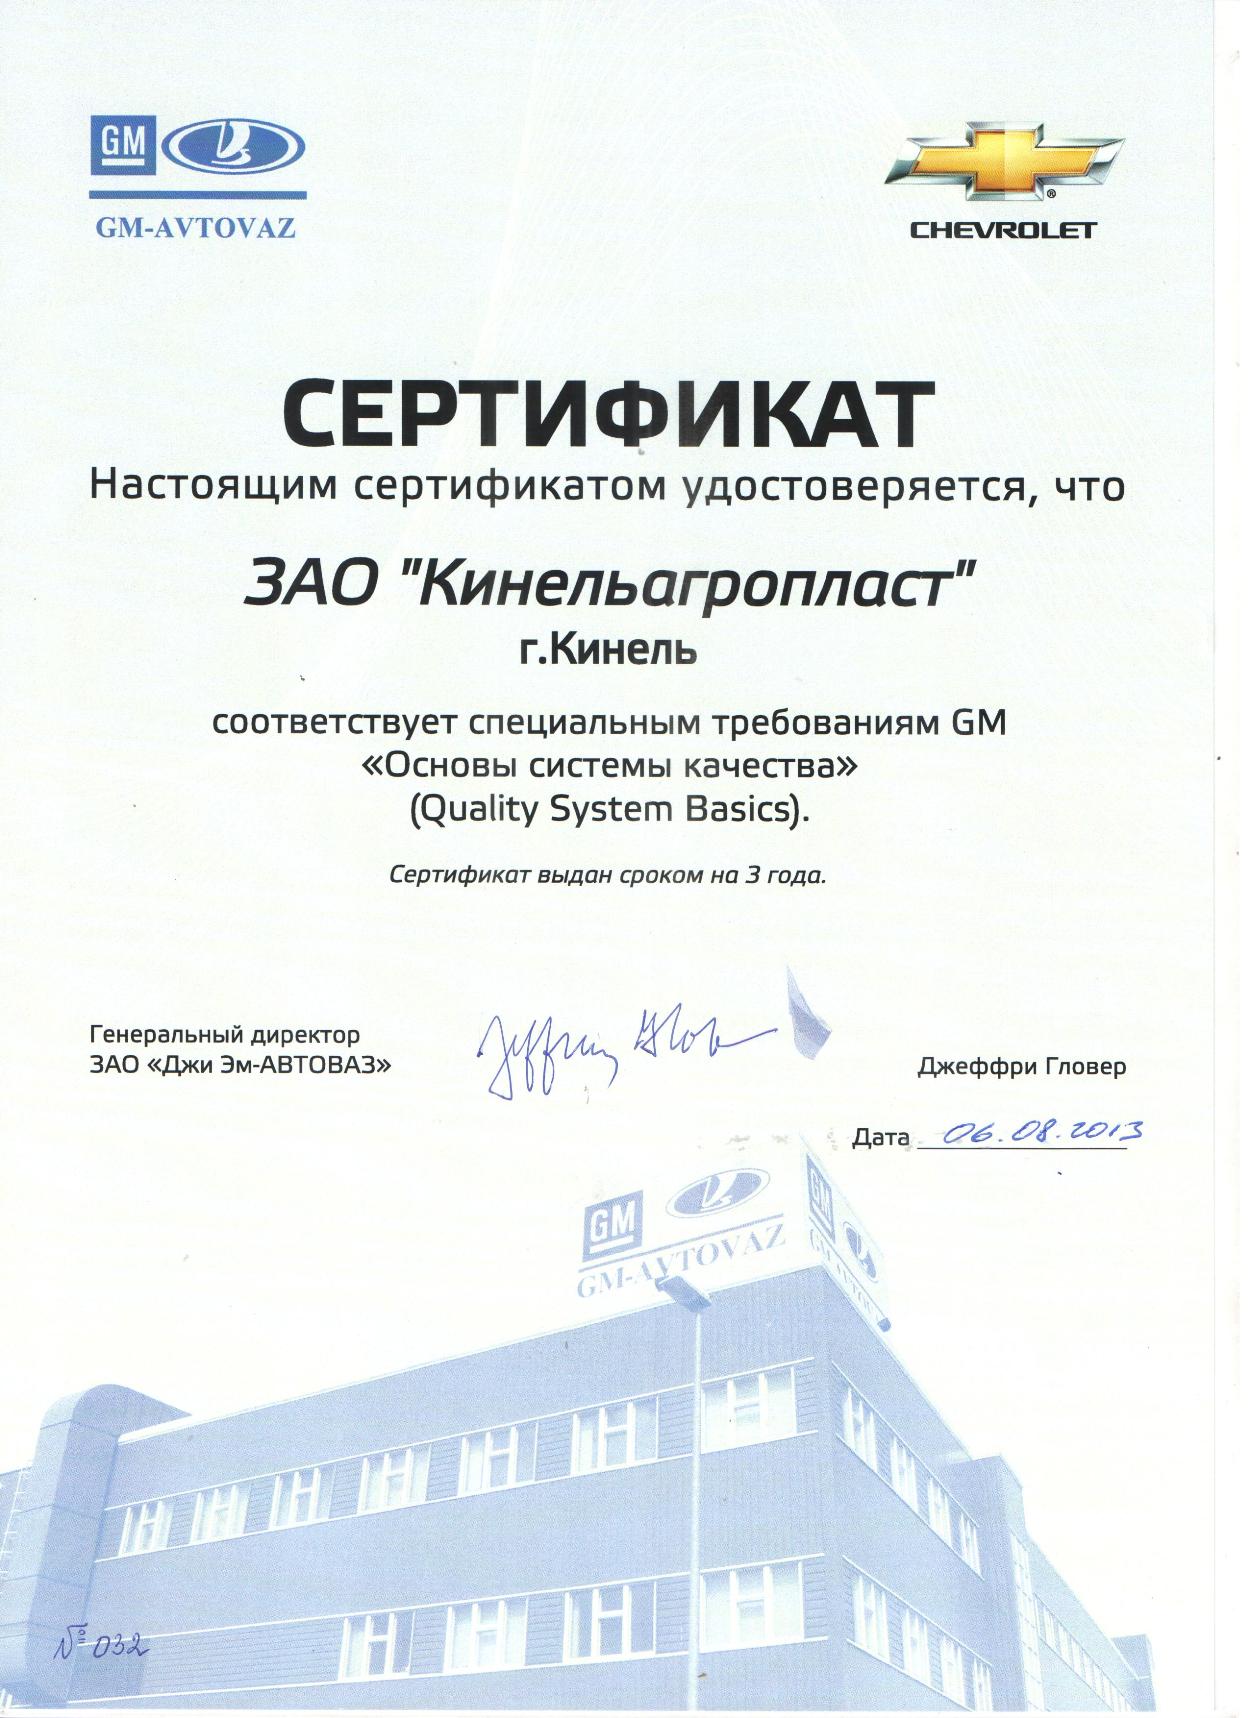 GM
GM-AVTOVAZ
CHEVROLET
СЕРТИФИКАТ
Настоящим сертификатом удостоверяется, что
ЗАО "Кинельагропласт"
г.Кинель
соответствует специальным требованиям GM
«Основы системы качества»
(Quality System Basics).
Сертификат выдан сроком на 3 года.
Генеральный директор
ЗАО «Джи Эм-АВТОВАЗ»
Jeffrey Glover
Джеффри Гловер
Дата 06.08.2013
GM
GM-AVTOVAZ
GM
GM-AVTOVAZ
№ 032